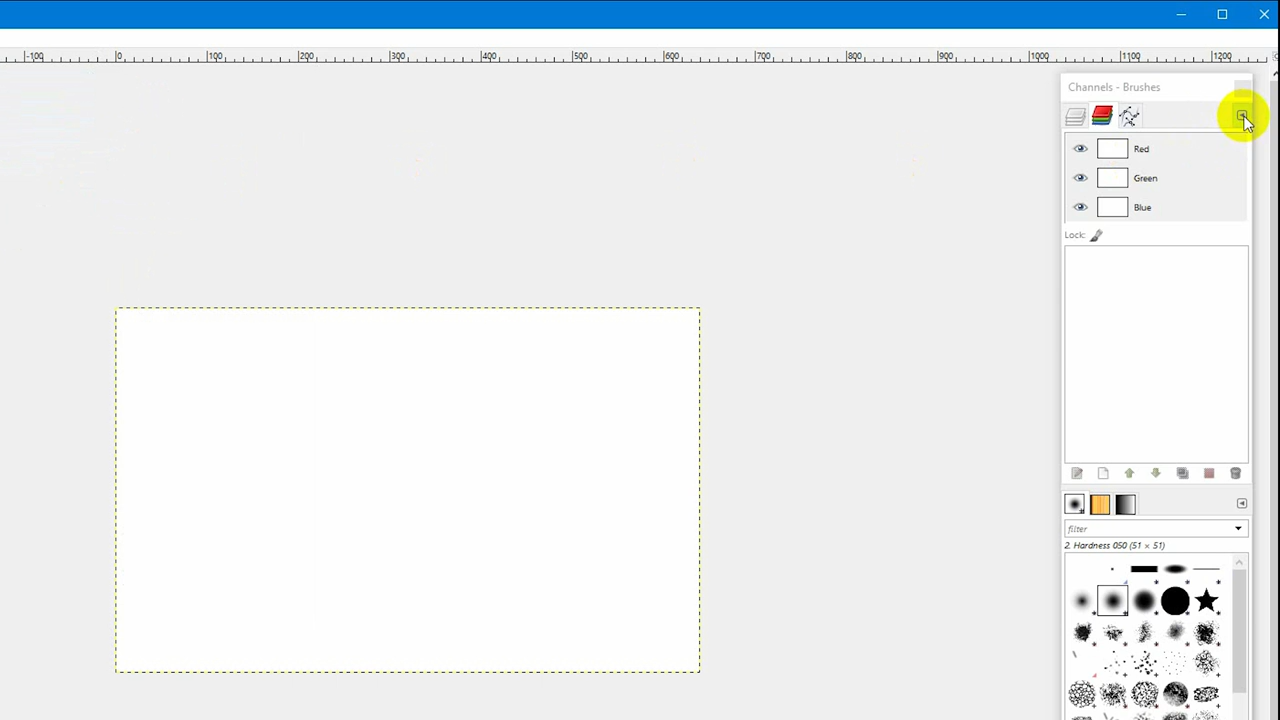 -100 0 100 200 300 400 500 600 700 800 900 1000 1100 1200
Channels - Brushes
Red
Green
Blue
Lock:
filter
2. Hardness 050 (51 × 51)